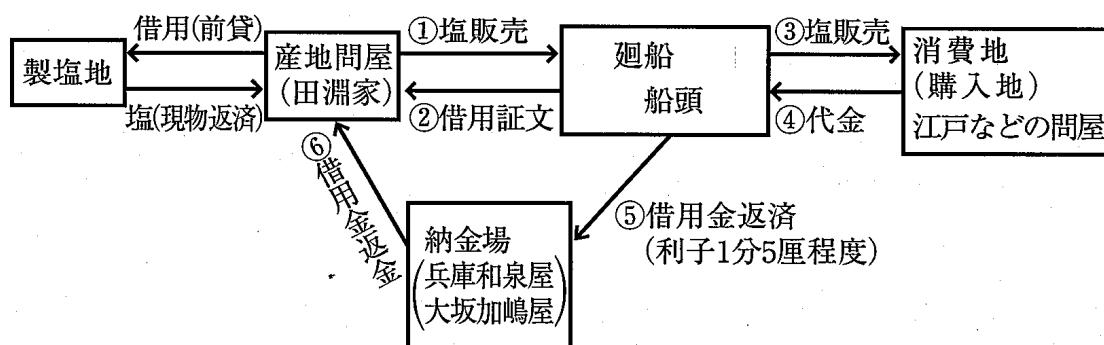 製塩地
借用(前貸)
塩(現物返済)
産地問屋
(田淵家)
①塩販売
②借用証文
廻船
船頭
③塩販売
④代金
消費地
(購入地)
江戸などの問屋
⑤借用金返済
(利子1分5厘程度)
納金場
(兵庫和泉屋
大坂加嶋屋)
⑥借用金返金